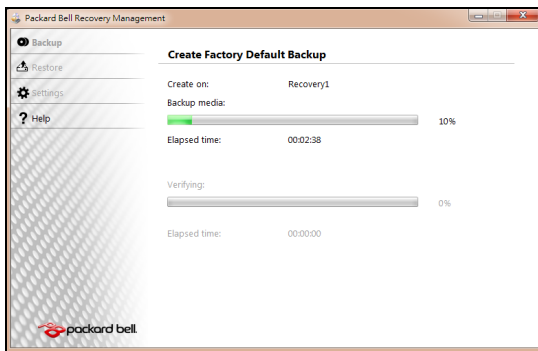 Packard Bell Recovery Management
Backup
Restore
Settings
Help
Create Factory Default Backup
Create on: Recovery1
Backup media:
10%
Elapsed time: 00:02:38
Verifying:
0%
Elapsed time: 00:00:00
packard bell.